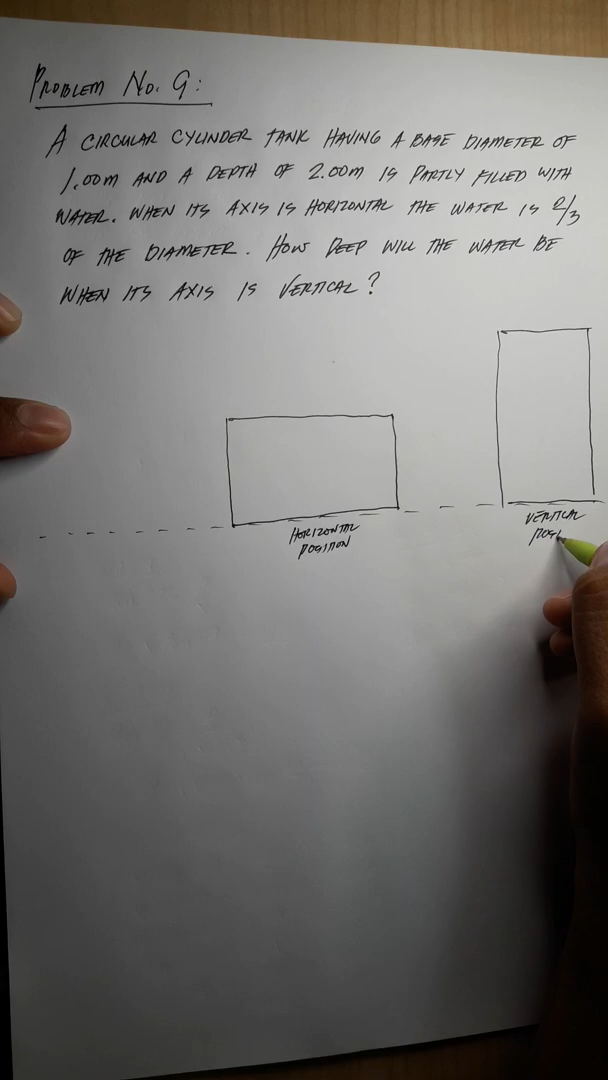 PROBLEM NO. 9:
A CIRCULAR CYLINDER TANK HAVING A BASE DIAMETER OF
1.00m AND A DEPTH OF 2.00m IS PARTLY FILLED WITH
WATER. WHEN ITS AXIS IS HORIZONTAL THE WATER IS 2/3
OF THE DIAMETER. HOW DEEP WILL THE WATER BE
WHEN ITS AXIS IS VERTICAL?
HORIZONTAL
POSITION
VERTICAL
POSI